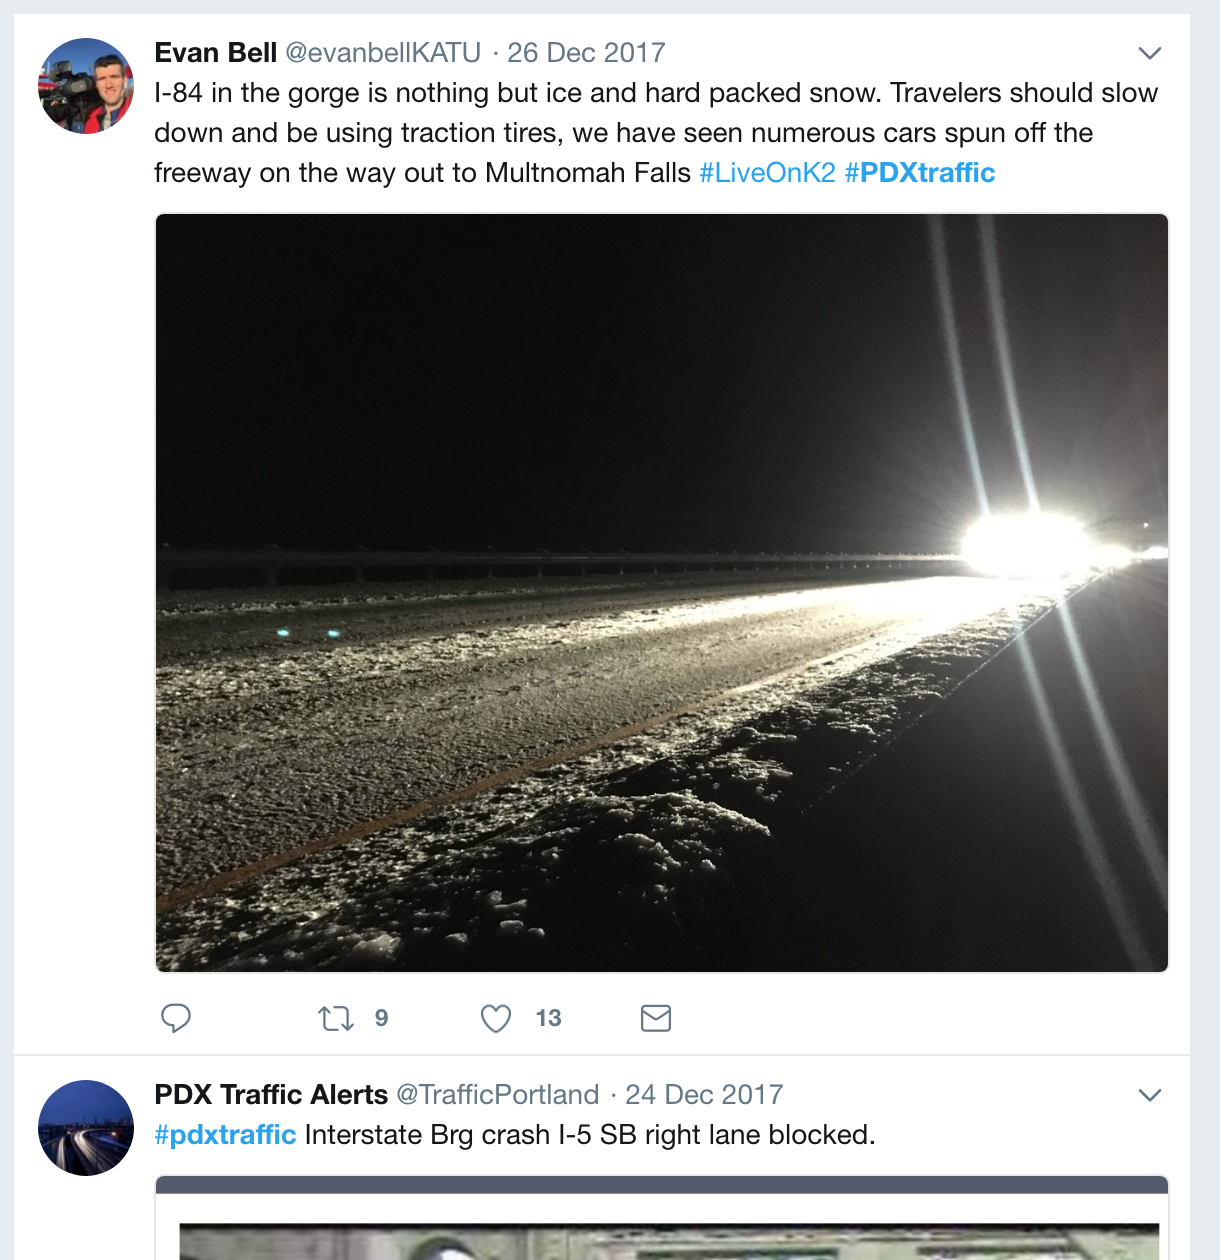 Evan Bell @evanbellKATU · 26 Dec 2017
I-84 in the gorge is nothing but ice and hard packed snow. Travelers should slow
down and be using traction tires, we have seen numerous cars spun off the
freeway on the way out to Multnomah Falls #LiveOnK2 #PDXtraffic
9 13
PDX Traffic Alerts @TrafficPortland · 24 Dec 2017
#pdxtraffic Interstate Brg crash I-5 SB right lane blocked.